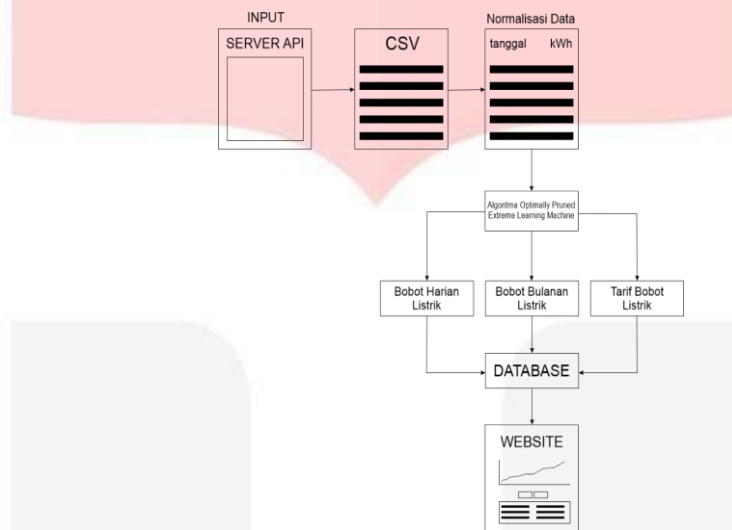 INPUT
SERVER API
CSV
Normalisasi Data
tanggal kWh
Algoritma Optimally Pruned
Extreme Learning Machine
Bobot Harian
Listrik
Bobot Bulanan
Listrik
Tarif Bobot
Listrik
DATABASE
WEBSITE